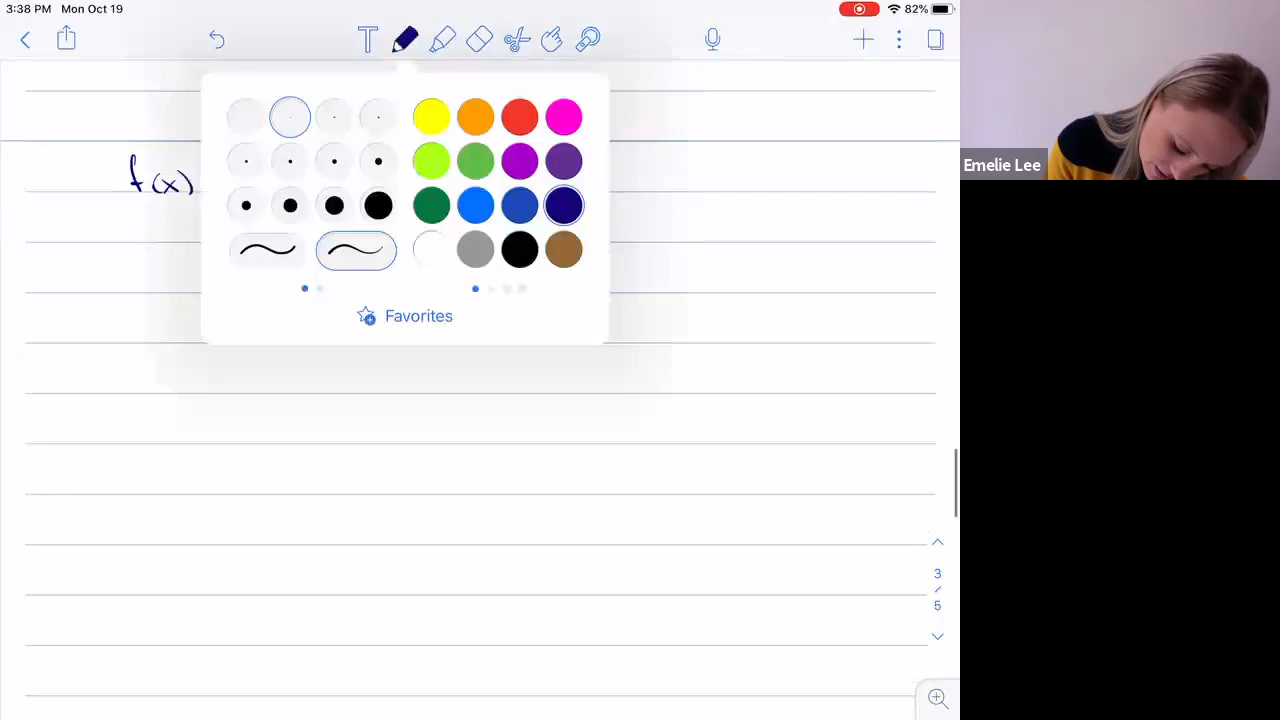 3:38 PM Mon Oct 19
82%
T
f(x)
Favorites
3
/
5
Emelie Lee